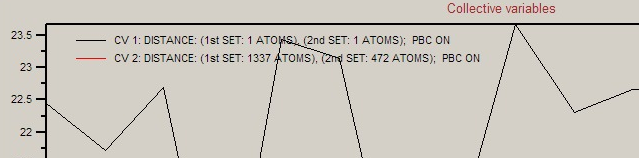 Collective variables
23.5
CV 1: DISTANCE: (1st SET: 1 ATOMS), (2nd SET: 1 ATOMS); PBC ON
CV 2: DISTANCE: (1st SET: 1337 ATOMS), (2nd SET: 472 ATOMS); PBC ON
23
22.5
22